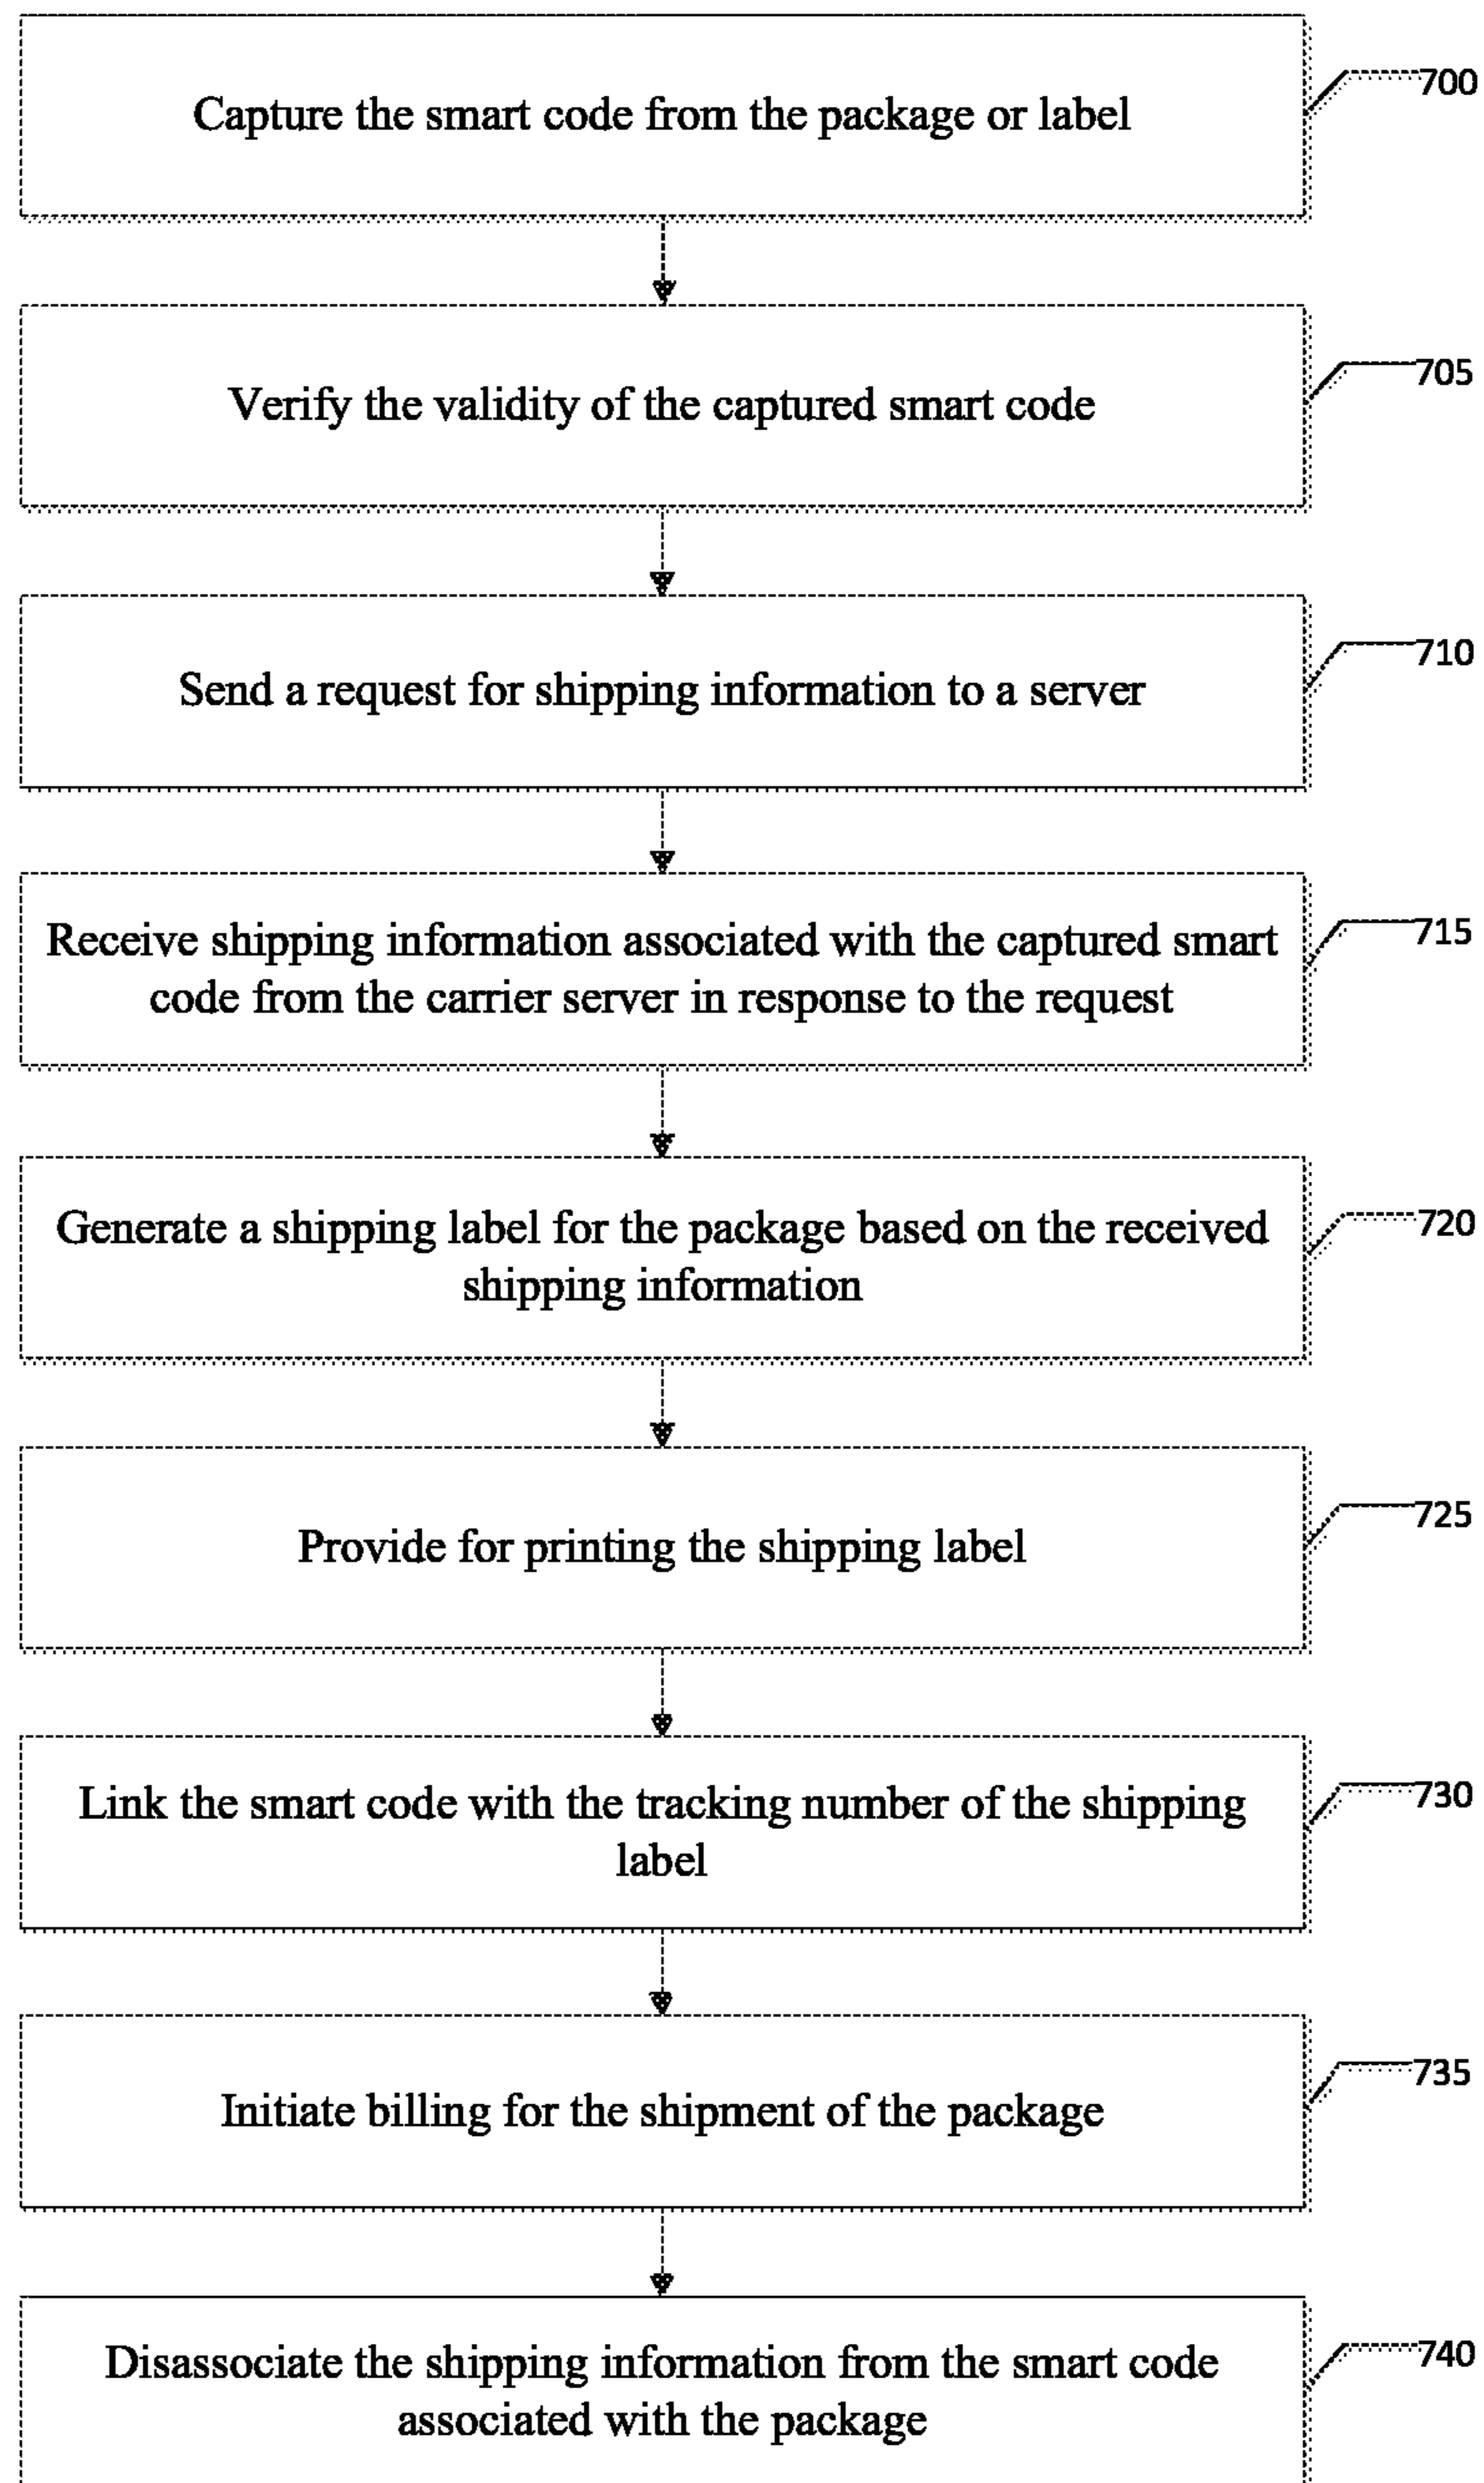 Capture the smart code from the package or label
700
Verify the validity of the captured smart code
705
Send a request for shipping information to a server
710
Receive shipping information associated with the captured smart
code from the carrier server in response to the request
715
Generate a shipping label for the package based on the received
shipping information
720
Provide for printing the shipping label
725
Link the smart code with the tracking number of the shipping
label
730
Initiate billing for the shipment of the package
735
Disassociate the shipping information from the smart code
associated with the package
740